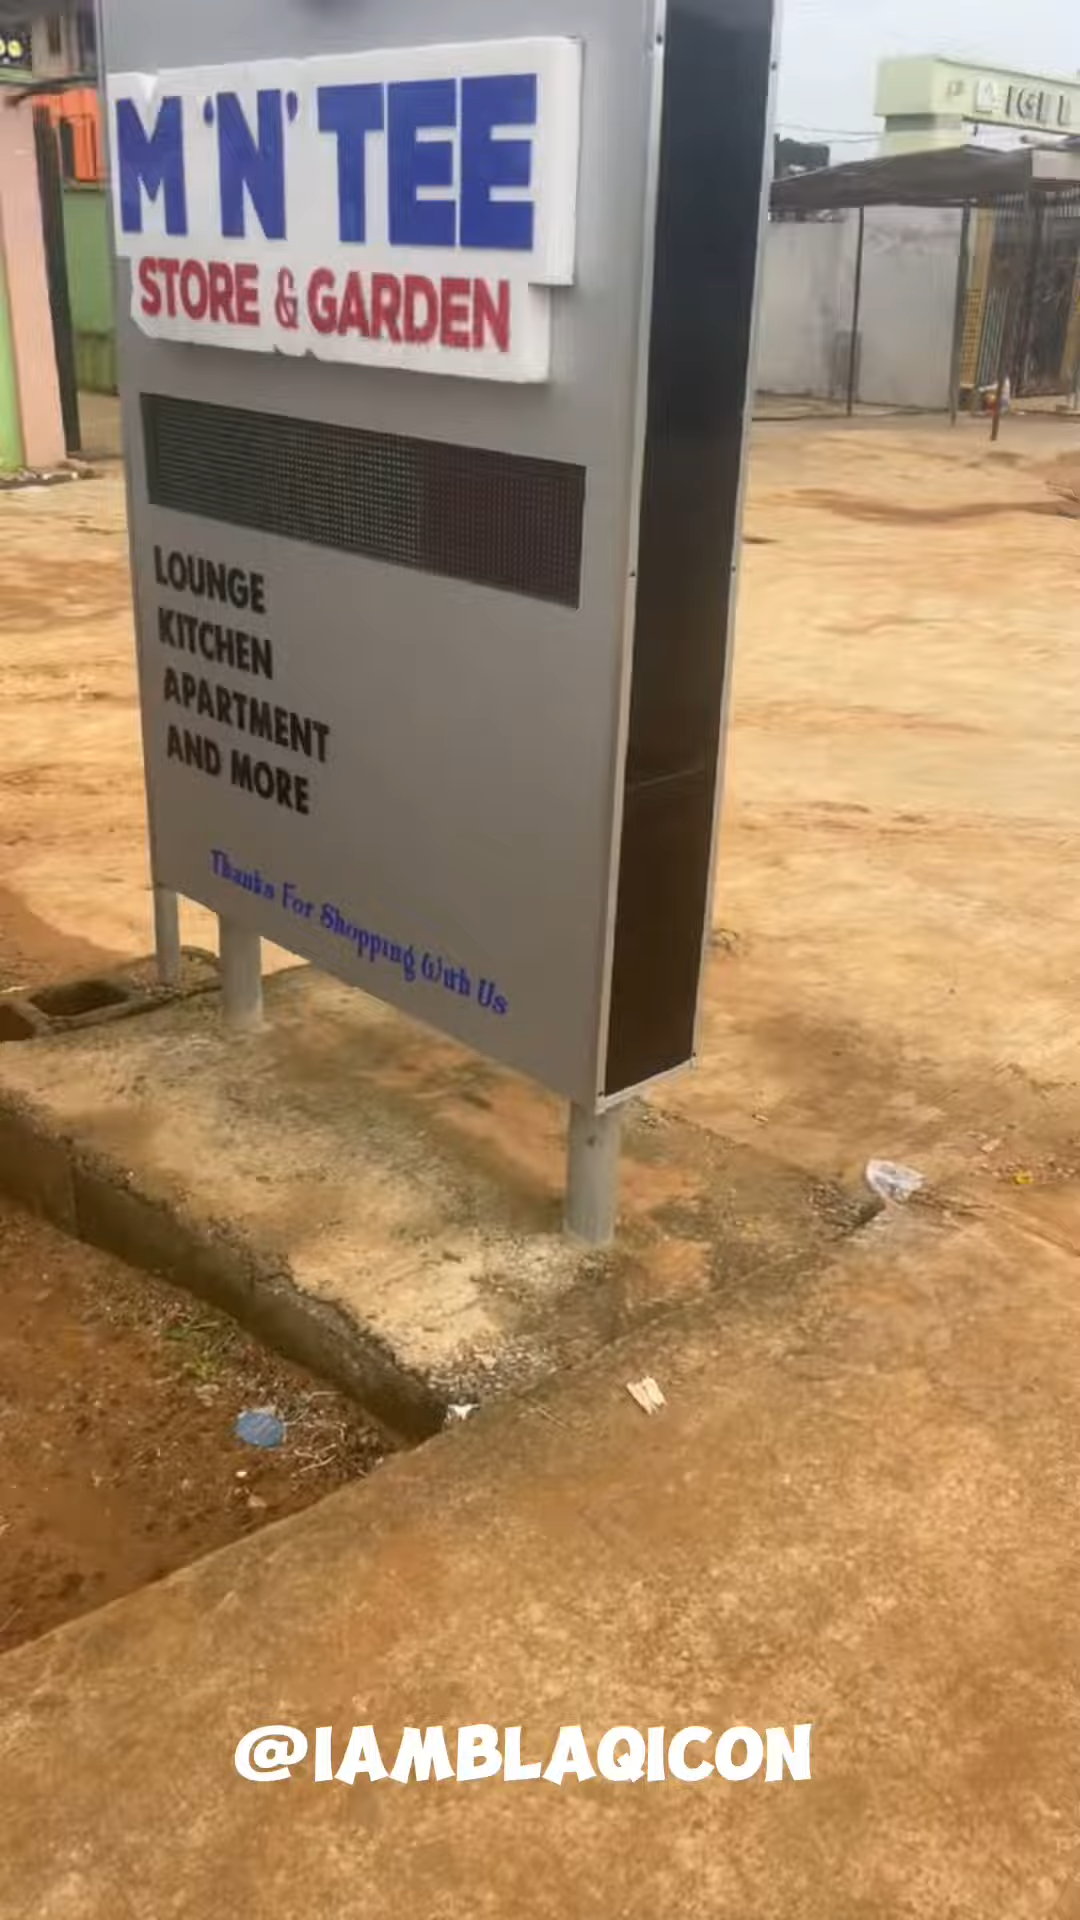 M 'N' TEE
STORE & GARDEN
LOUNGE
KITCHEN
APARTMENT
AND MORE
Thanks For Shopping With Us
@IAMBLAQICON